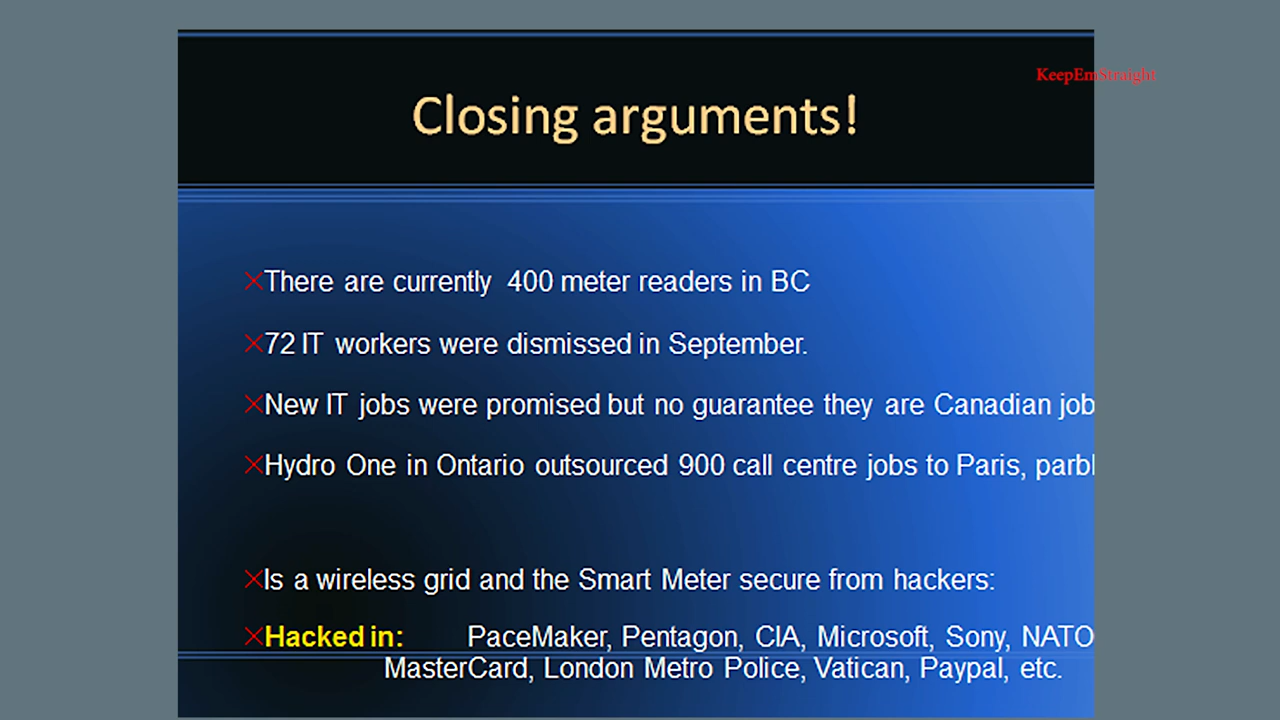 KeepEmStraight
Closing arguments!
There are currently 400 meter readers in BC
72 IT workers were dismissed in September.
New IT jobs were promised but no guarantee they are Canadian job
Hydro One in Ontario outsourced 900 call centre jobs to Paris,
Is a wireless grid and the Smart Meter secure from hackers:
Hacked in: PaceMaker, Pentagon, CIA, Microsoft, Sony, NATO
MasterCard, London Metro Police, Vatican, Paypal, etc.